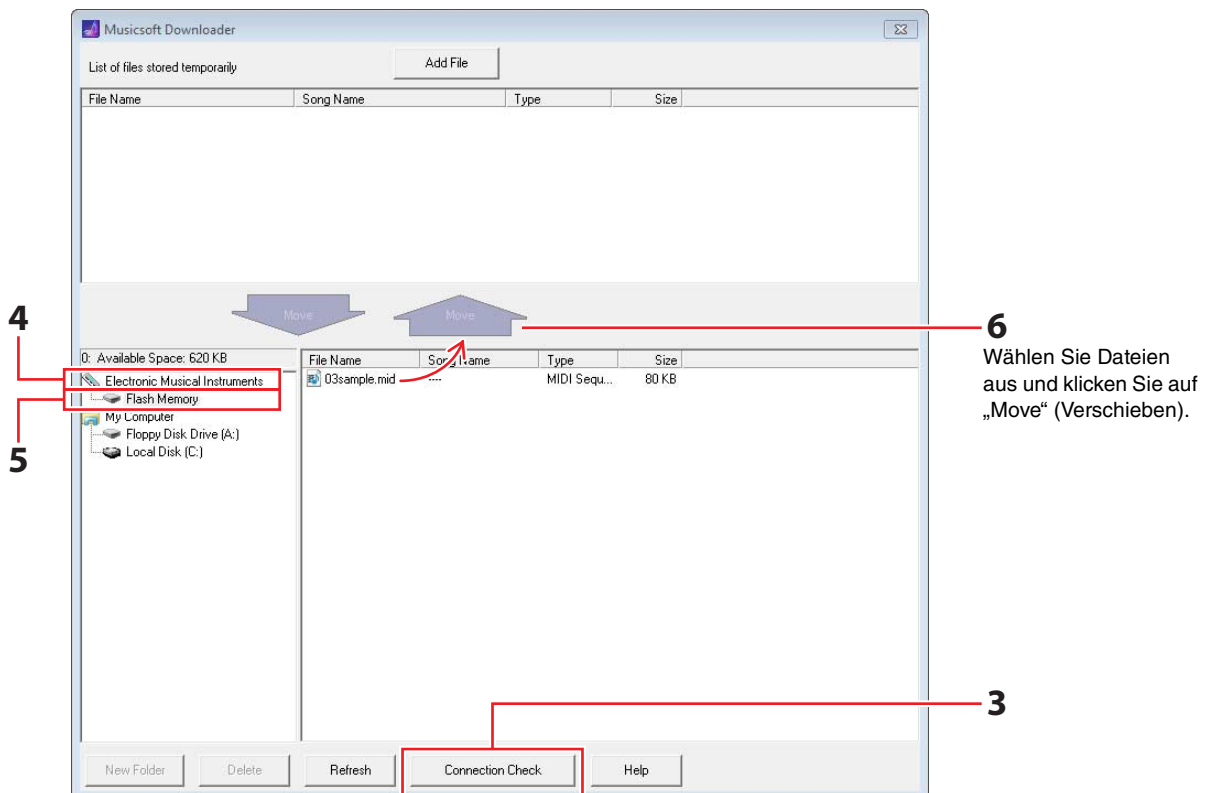 Musicsoft Downloader
List of files stored temporarily
Add File
File Name Song Name Type Size
Move Move
4
6
Wählen Sie Dateien
aus und klicken Sie auf
„Move“ (Verschieben).
0: Available Space: 620 KB
File Name Song Name Type Size
Electronic Musical Instruments
03sample.mid ---- MIDI Sequ... 80 KB
Flash Memory
My Computer
Floppy Disk Drive (A:)
Local Disk (C:)
5
3
New Folder Delete Refresh Connection Check Help